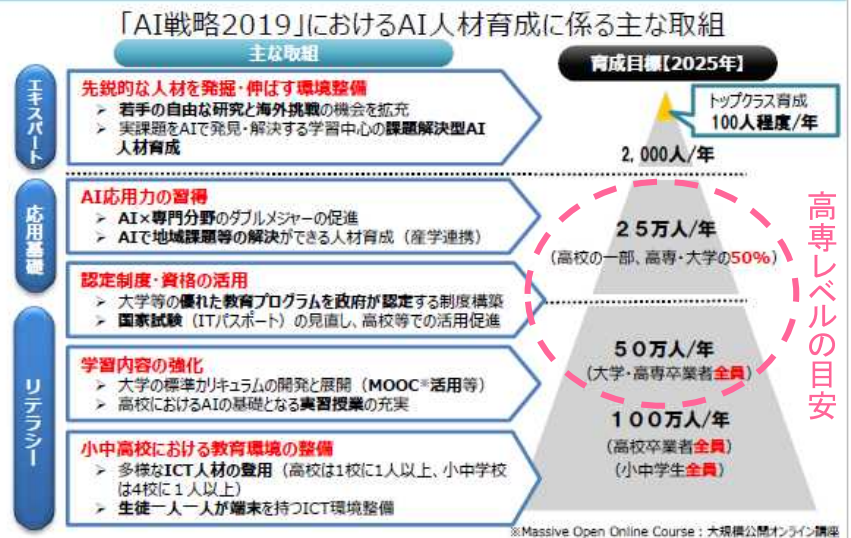 「AI戦略2019」におけるAI人材育成に係る主な取組
主な取組
育成目標【2025年】
エキスパート
先鋭的な人材を発掘・伸ばす環境整備
➢ 若手の自由な研究と海外挑戦の機会を拡充
➢ 実課題をAIで発見・解決する学習中心の課題解決型AI
人材育成
トップクラス育成
100人程度/年
2,000人/年
応用基礎
AI応用力の習得
➢ AI×専門分野のダブルメジャーの促進
➢ AIで地域課題等の解決ができる人材育成（産学連携）
25万人/年
（高校の一部、高専・大学の50%）
高専レベルの目安
認定制度・資格の活用
➢ 大学等の優れた教育プログラムを政府が認定する制度構築
➢ 国家試験（ITパスポート）の見直し、高校等での活用促進
リテラシー
学習内容の強化
➢ 大学の標準カリキュラムの開発と展開（MOOC※活用等）
➢ 高校におけるAIの基礎となる実習授業の充実
50万人/年
（大学・高専卒業者全員）
小中高校における教育環境の整備
➢ 多様なICT人材の登用（高校は1校に1人以上、小中学校
は4校に1人以上）
➢ 生徒一人一人が端末を持つICT環境整備
100万人/年
（高校卒業者全員）
（小中学生全員）
※Massive Open Online Course：大規模公開オンライン講座